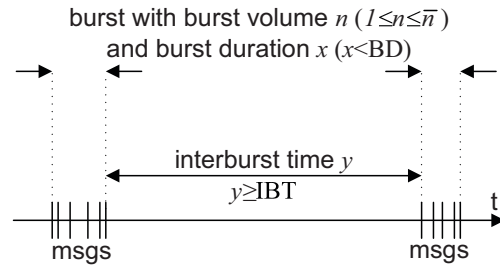 burst with burst volume n (1≤n≤n̅)
and burst duration x (x<BD)
interburst time y
y≥IBT
t
msgs
msgs